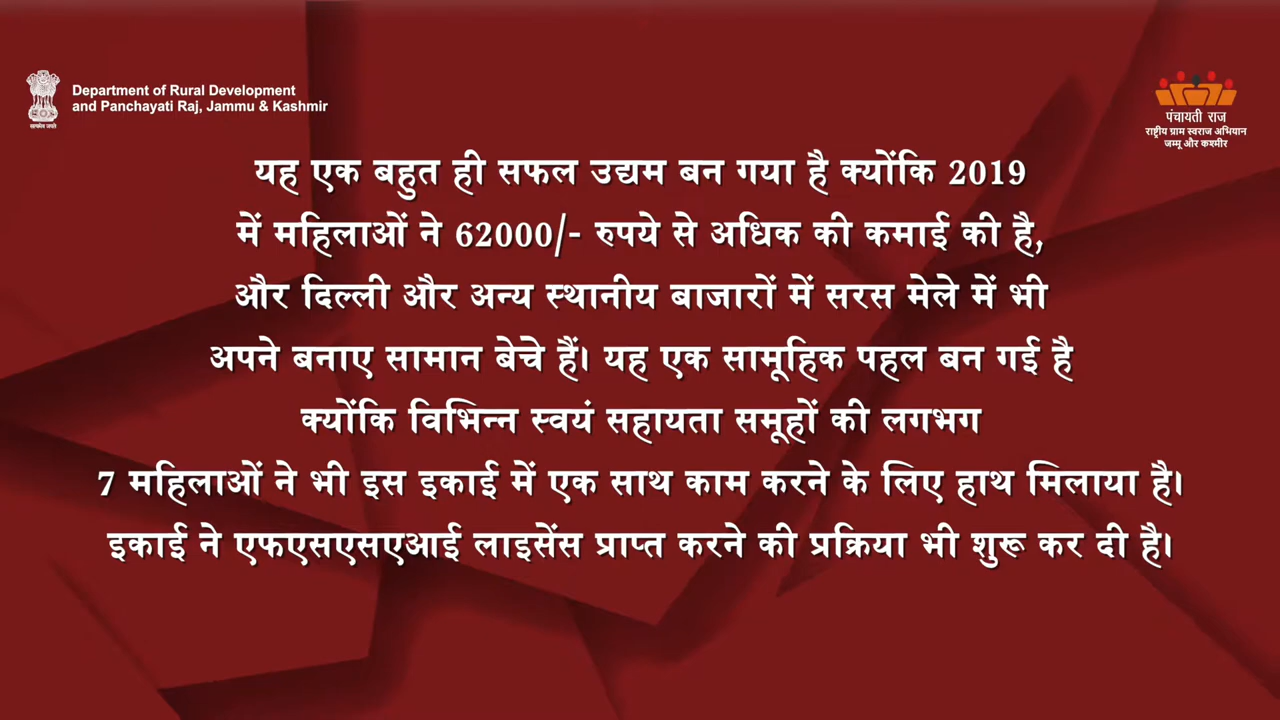 Department of Rural Development
and Panchayati Raj, Jammu & Kashmir
सत्यमेव जयते
पंचायती राज
राष्ट्रीय ग्राम स्वराज अभियान
जम्मू और कश्मीर
यह एक बहुत ही सफल उद्यम बन गया है क्योंकि 2019
में महिलाओं ने 62000/- रुपये से अधिक की कमाई की है,
और दिल्ली और अन्य स्थानीय बाजारों में सरस मेले में भी
अपने बनाए सामान बेचे हैं। यह एक सामूहिक पहल बन गई है
क्योंकि विभिन्न स्वयं सहायता समूहों की लगभग
7 महिलाओं ने भी इस इकाई में एक साथ काम करने के लिए हाथ मिलाया है।
इकाई ने एफएसएसएआई लाइसेंस प्राप्त करने की प्रक्रिया भी शुरू कर दी है।